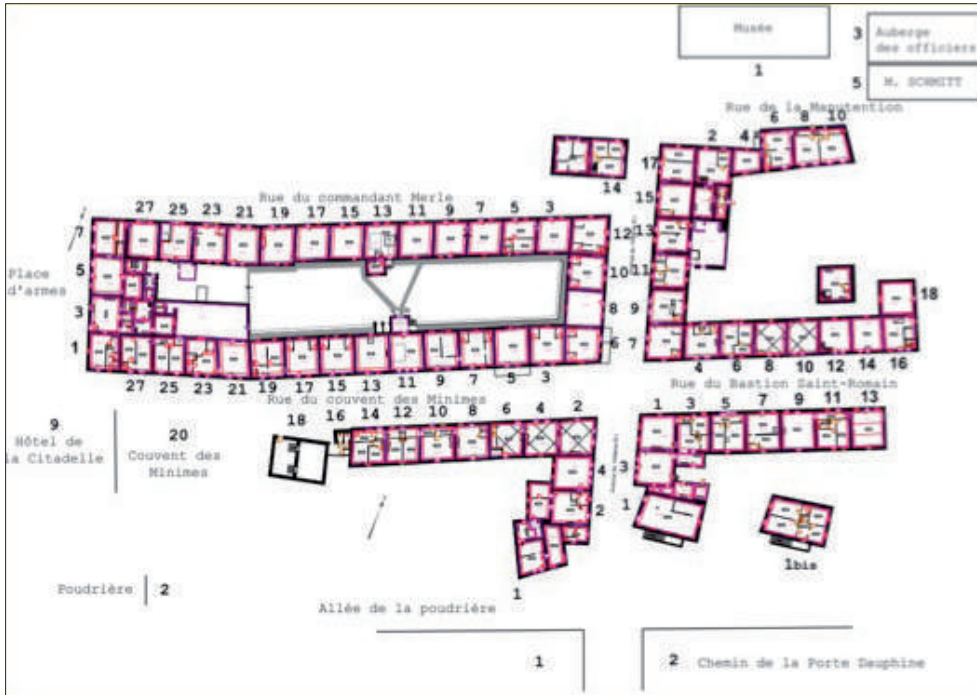 Musée
1
3 Auberge
des officiers
5 M. SCHMITT
Rue de la Manutention
2 4 6 8 10
17
14
15
Rue du commandant Merle
27 25 23 21 19 17 15 13 11 9 7 5 3
7
12
13
5
10
11
Place
d'armes
18
3
8
9
1
6
7
27 25 23 21 19 17 15 13 11 9 7 5 3
4 6 8 10 12 14 16
Rue du couvent des Minimes
Rue du Bastion Saint-Romain
9
Hôtel de
la Citadelle
20
Couvent des
Minimes
18 16 14 12 10 8 6 4 2
1 3 5 7 9 11 13
4
3
2
1
1
1bis
Poudrière 2
Allée de la poudrière
1
2 Chemin de la Porte Dauphine